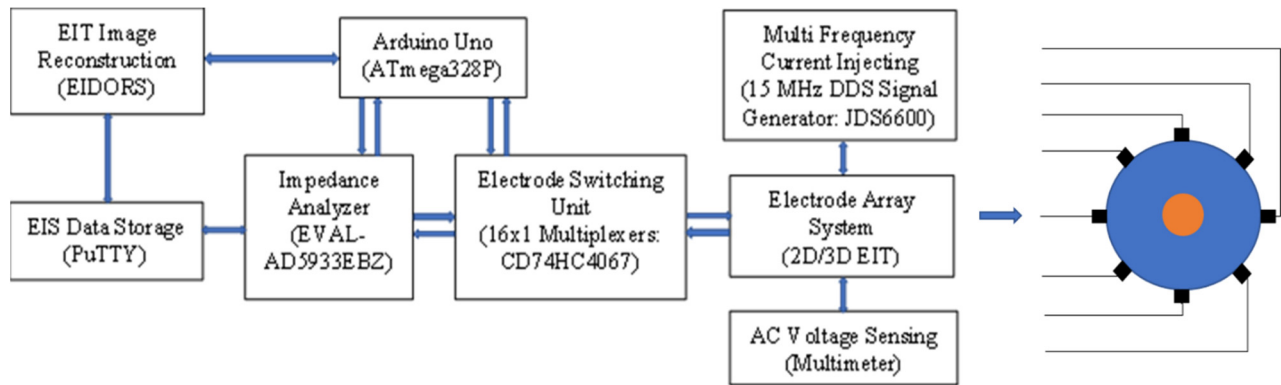 EIT Image
Reconstruction
(EIDORS)
Arduino Uno
(ATmega328P)
Multi Frequency
Current Injecting
(15 MHz DDS Signal
Generator: JDS6600)
EIS Data Storage
(PuTTY)
Impedance
Analyzer
(EVAL-
AD5933EBZ)
Electrode Switching
Unit
(16x1 Multiplexers:
CD74HC4067)
Electrode Array
System
(2D/3D EIT)
AC Voltage Sensing
(Multimeter)